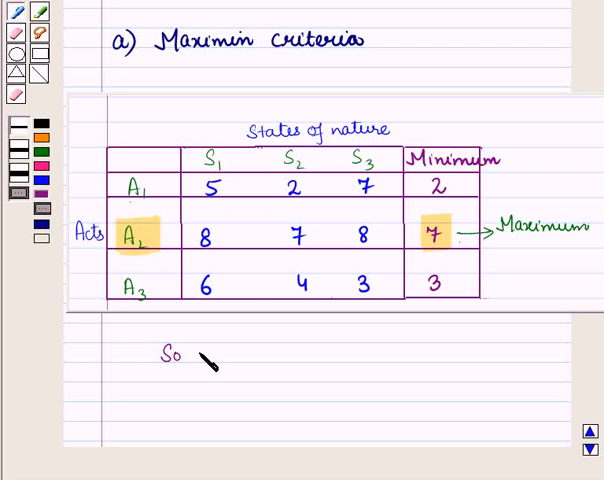 a) Maximin criteria
States of nature
S1 S2 S3 Minimum
A1 5 2 7 2
Acts A2 8 7 8 7 → Maximum
A3 6 4 3 3
So